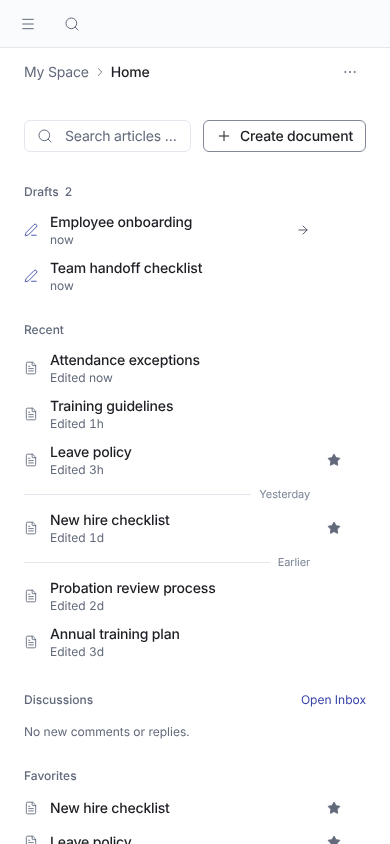 My Space > Home
Search articles ...
Create document
Drafts 2
Employee onboarding
now
Team handoff checklist
now
Recent
Attendance exceptions
Edited now
Training guidelines
Edited 1h
Leave policy
Edited 3h
Yesterday
New hire checklist
Edited 1d
Earlier
Probation review process
Edited 2d
Annual training plan
Edited 3d
Discussions
Open Inbox
No new comments or replies.
Favorites
New hire checklist
Leave policy